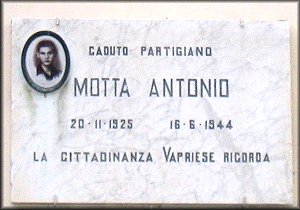 CADUTO PARTIGIANO
MOTTA ANTONIO
20-11-1925 16-6-1944
LA CITTADINANZA VAPRIESE RICORDA